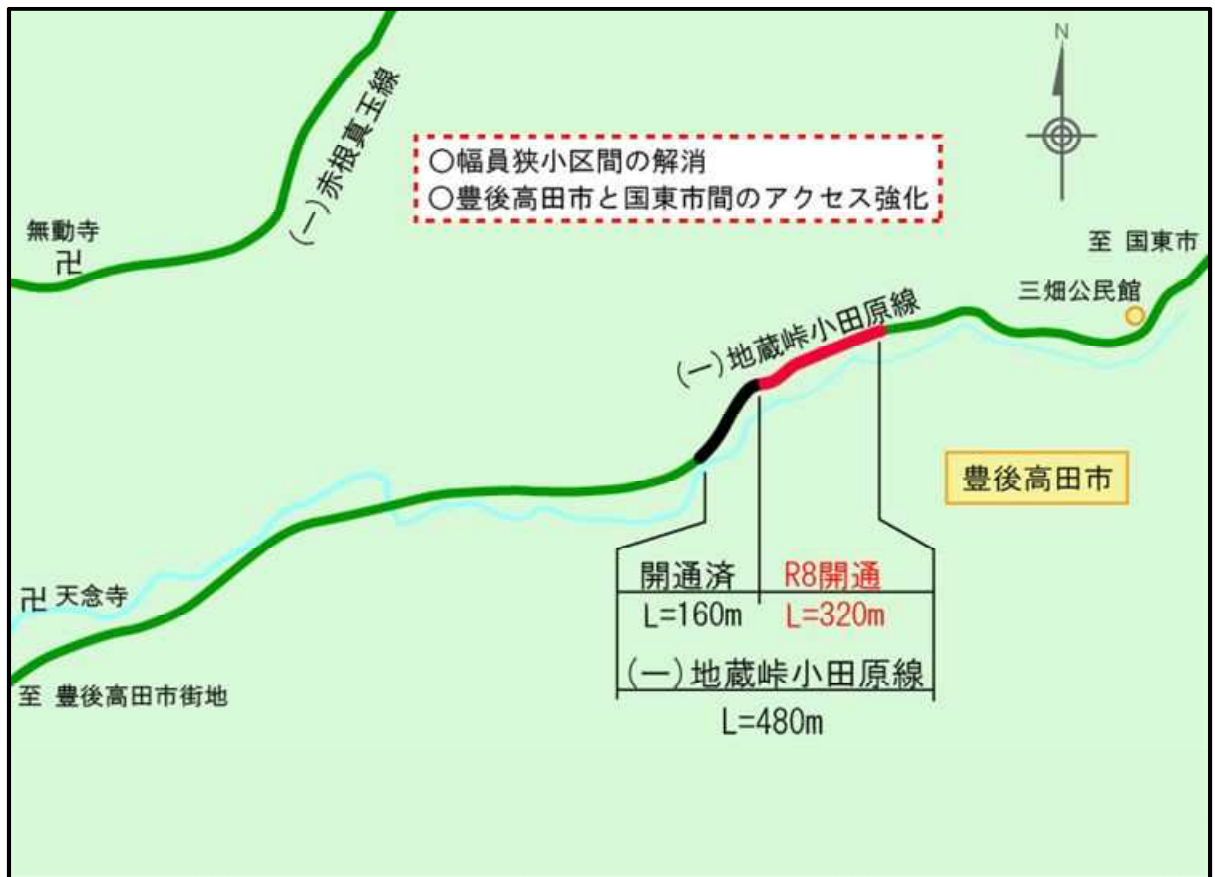 N
(一)赤根真玉線
○幅員狭小区間の解消
○豊後高田市と国東市間のアクセス強化
無動寺
卍
至 国東市
三畑公民館
(一)地蔵峠小田原線
豊後高田市
開通済
R8開通
L=160m
L=320m
(一)地蔵峠小田原線
L=480m
卍 天念寺
至 豊後高田市街地